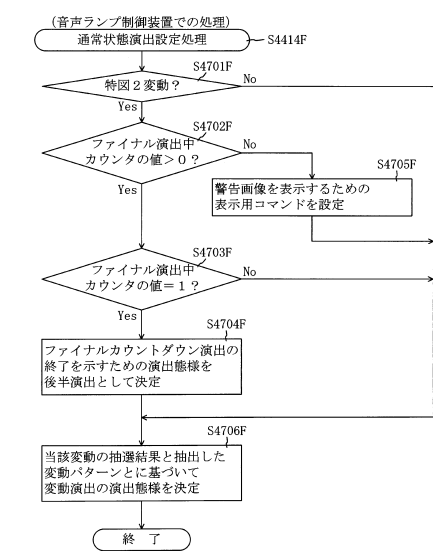 (音声ランプ制御装置での処理)
通常状態演出設定処理
S4414F
S4701F
特図２変動？
No
Yes
S4702F
ファイナル演出中
カウンタの値＞０？
No
Yes
S4705F
警告画像を表示するための
表示用コマンドを設定
S4703F
ファイナル演出中
カウンタの値＝１？
No
Yes
S4704F
ファイナルカウントダウン演出の
終了を示すための演出態様を
後半演出として決定
S4706F
当該変動の抽選結果と抽出した
変動パターンとに基づいて
変動演出の演出態様を決定
終 了